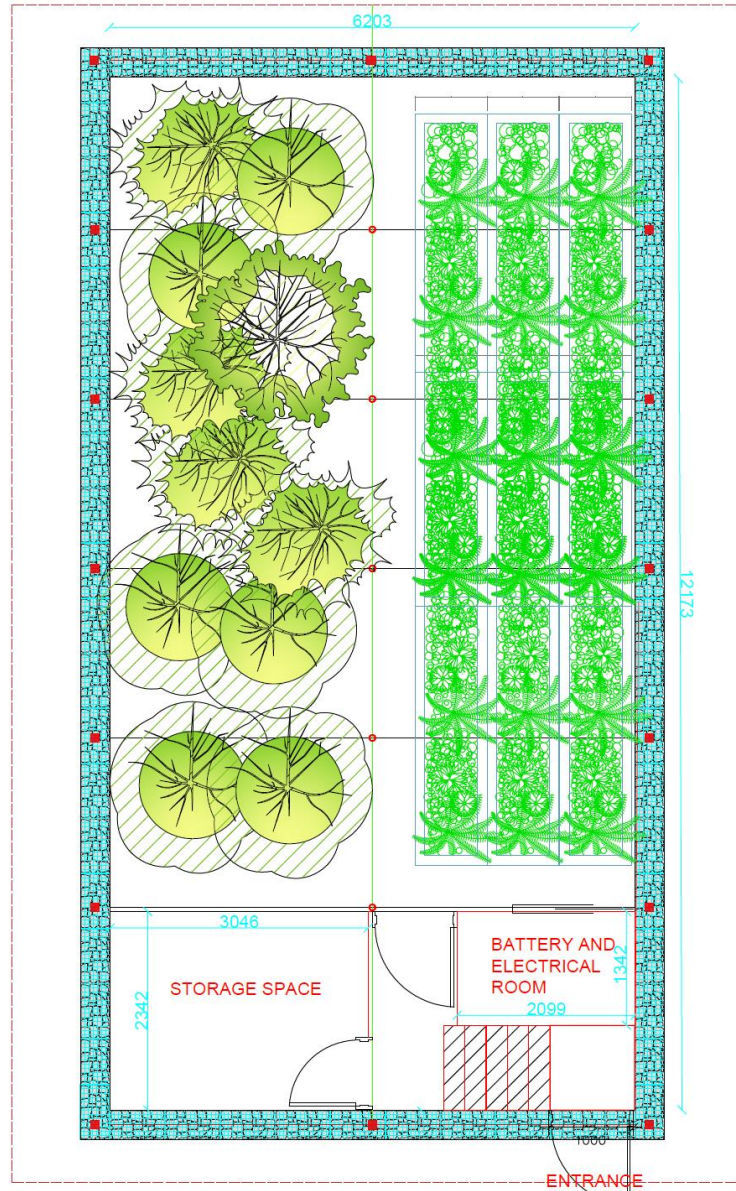 6203
12173
3046
2342
STORAGE SPACE
BATTERY AND
ELECTRICAL
ROOM
1342
2099
1000
ENTRANCE